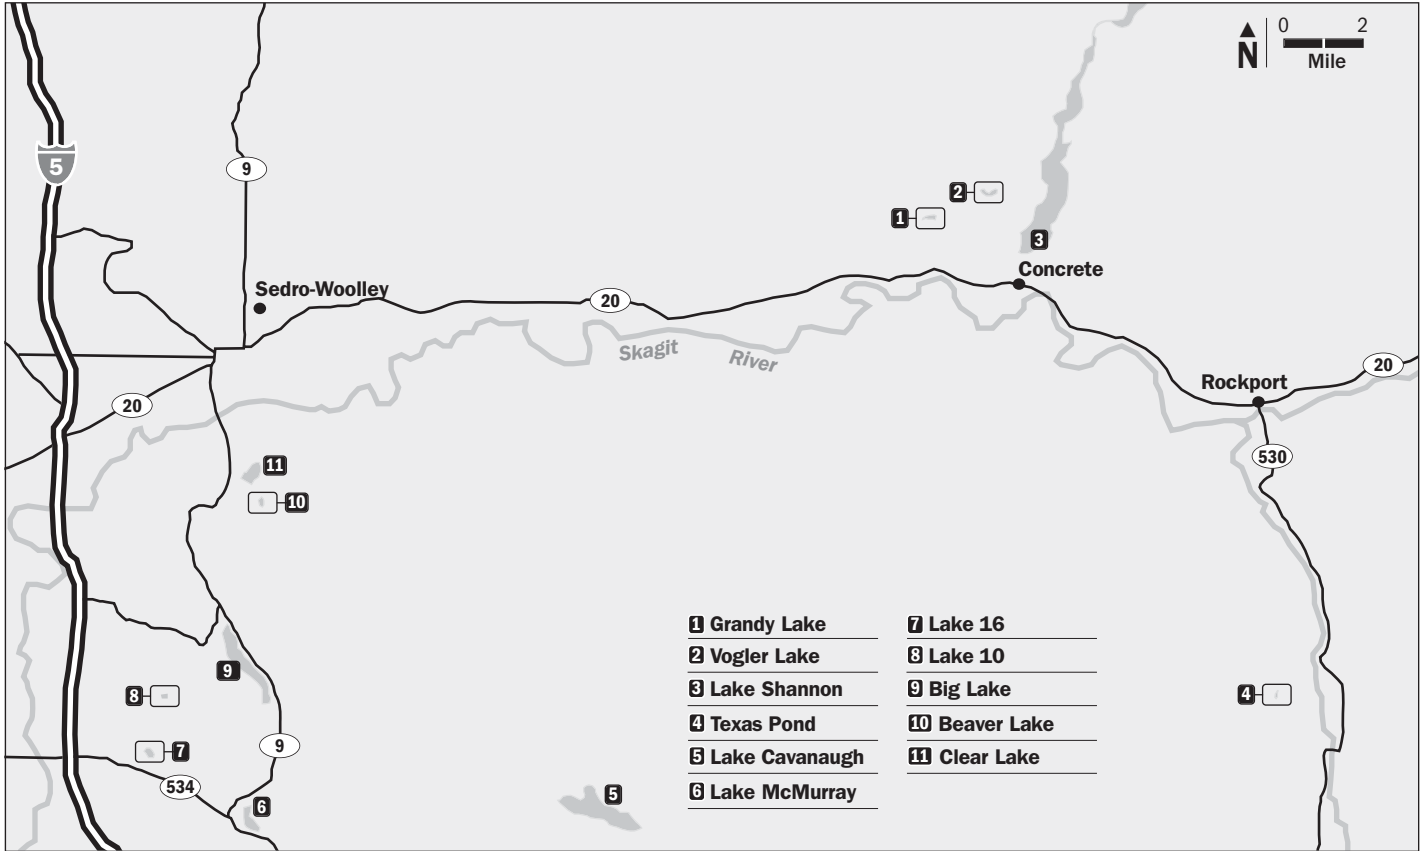 0 2
N
Mile
5
9
2
1
3
Concrete
Sedro-Woolley
20
Skagit River
20
Rockport
20
11
530
10
1 Grandy Lake
2 Vogler Lake
3 Lake Shannon
4 Texas Pond
5 Lake Cavanaugh
6 Lake McMurray
7 Lake 16
8 Lake 10
9 Big Lake
10 Beaver Lake
11 Clear Lake
9
8
4
9
7
534
5
6